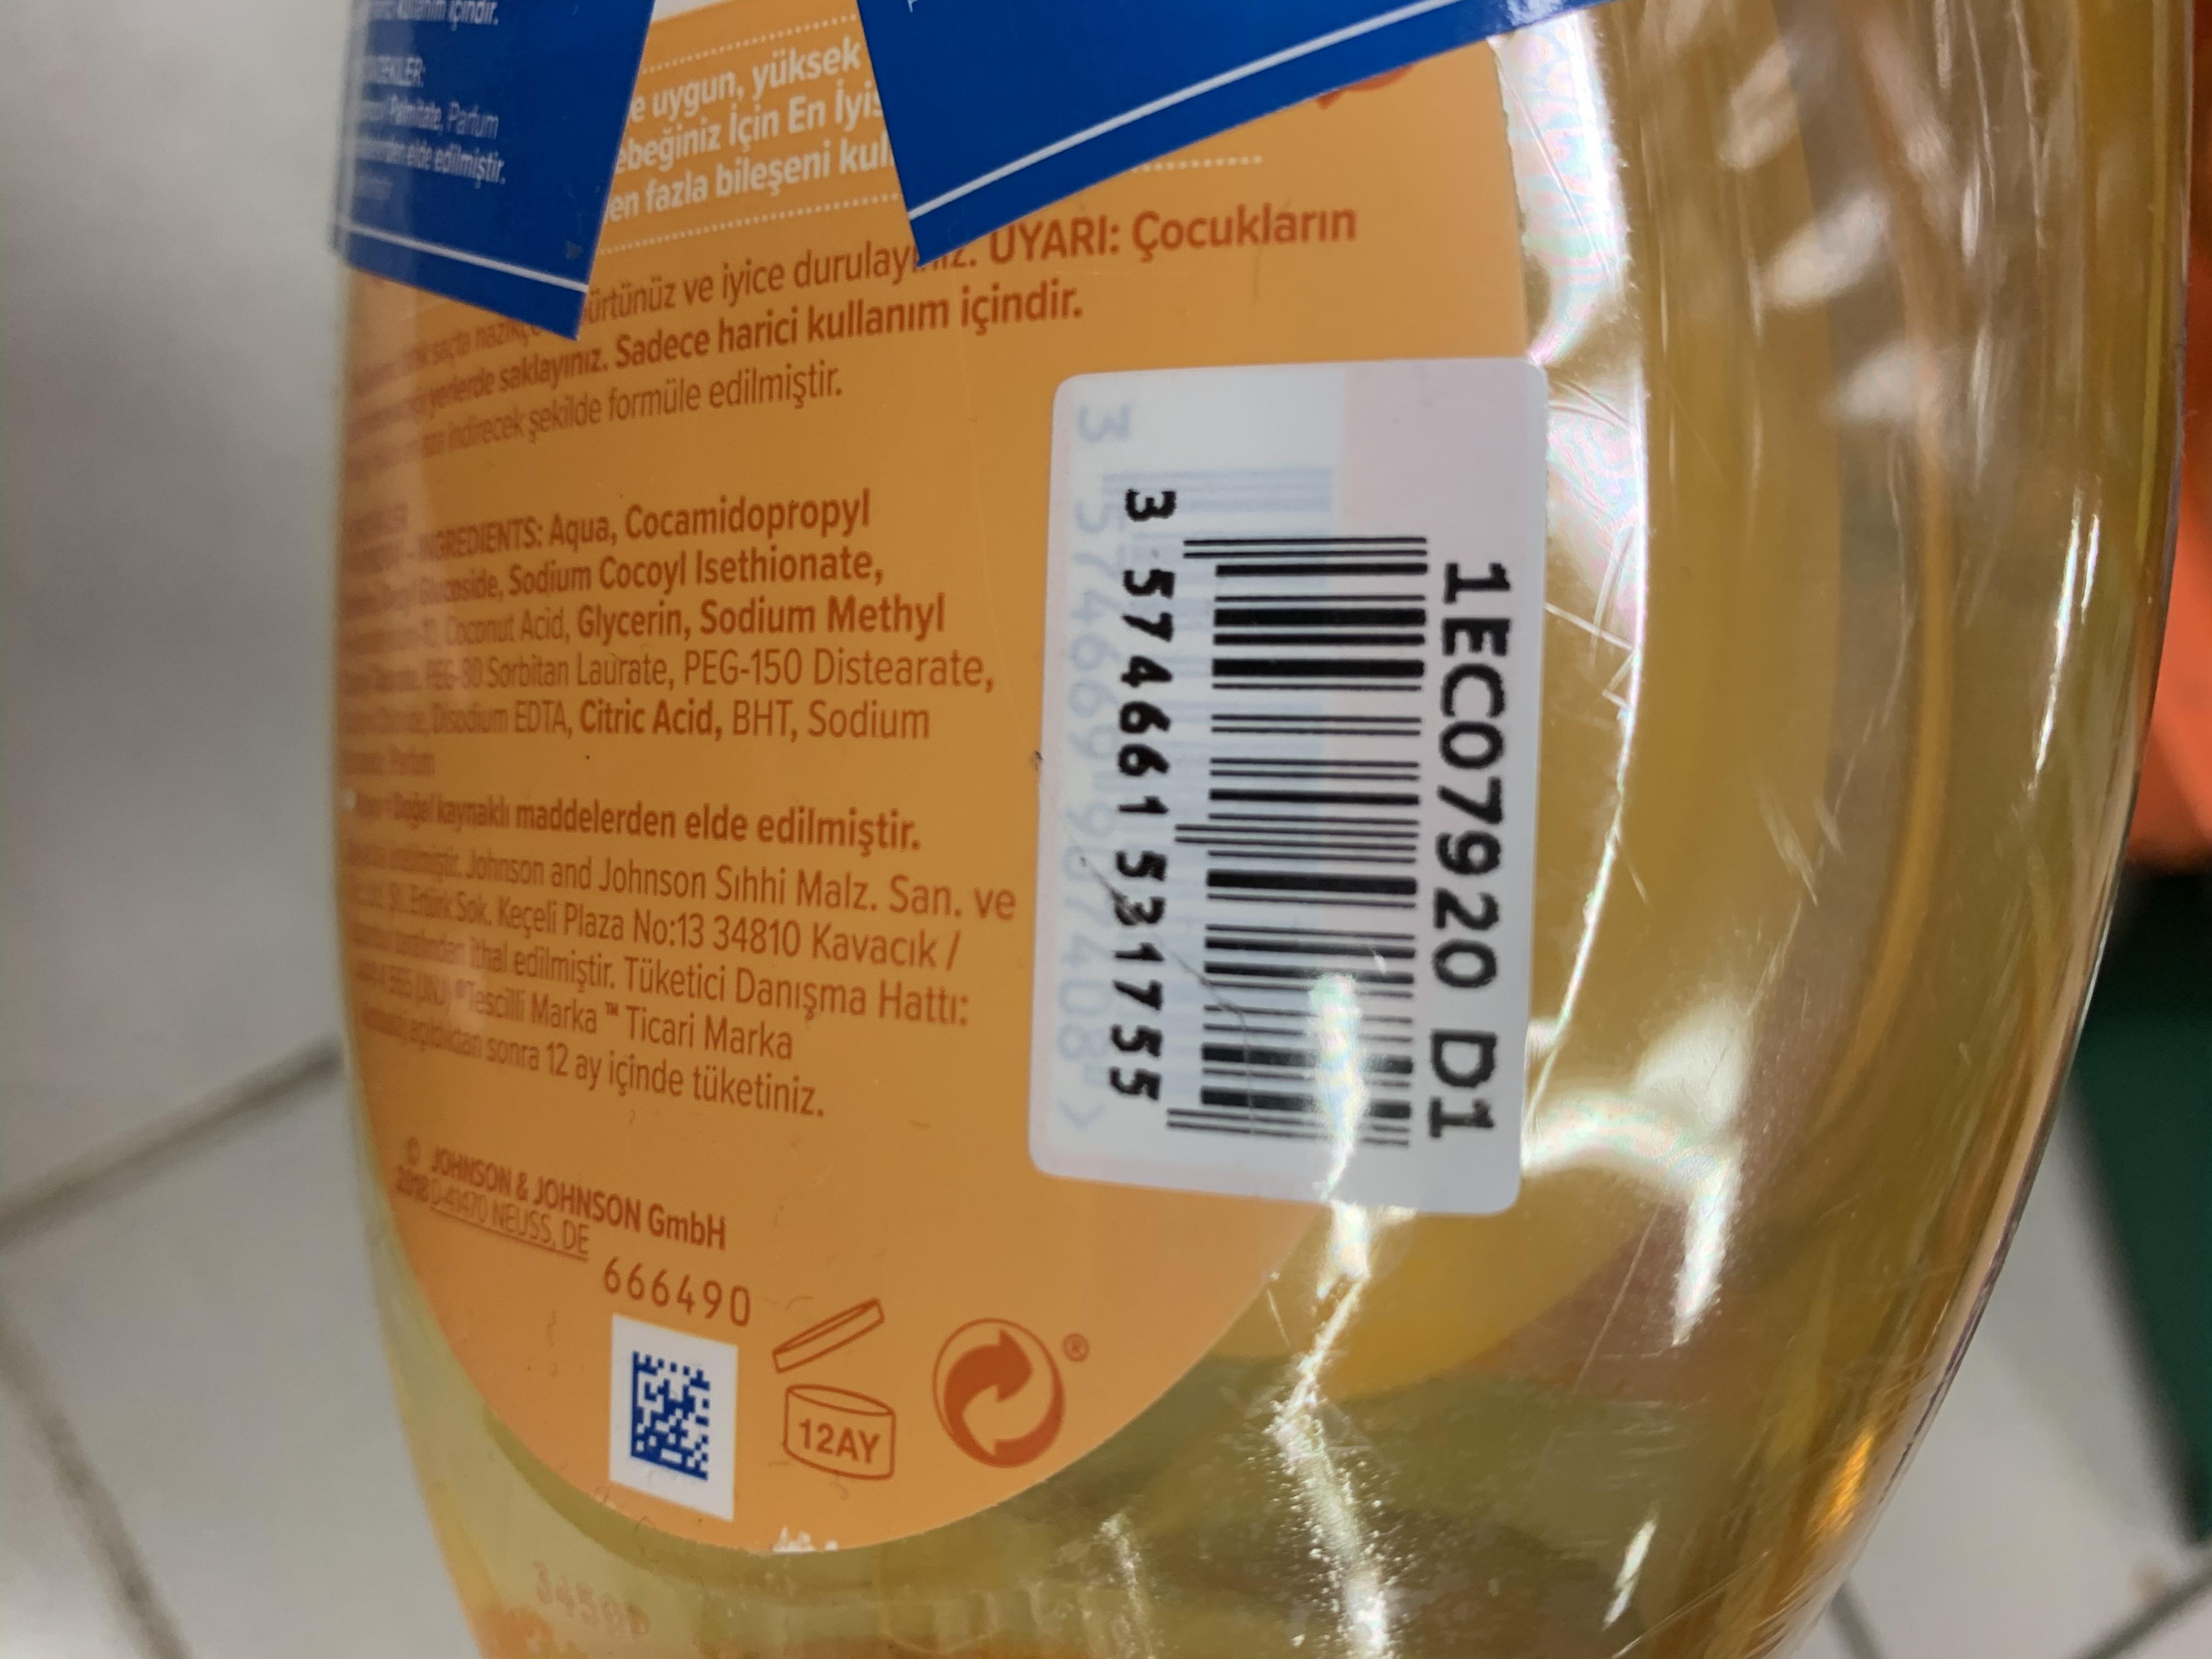 kullanım içindir.
Palmitate, Parfum
elde edilmiştir.
e uygun, yüksek
ebeğiniz İçin En İyis
en fazla bileşeni kul
ürtünüz ve iyice durulayınız. UYARI: Çocukların
yerlerde saklayınız. Sadece harici kullanım içindir.
indirecek şekilde formüle edilmiştir.
INGREDIENTS: Aqua, Cocamidopropyl
Glucoside, Sodium Cocoyl Isethionate,
Coconut Acid, Glycerin, Sodium Methyl
PEG-80 Sorbitan Laurate, PEG-150 Distearate,
Disodium EDTA, Citric Acid, BHT, Sodium
Parfum
Doğal kaynaklı maddelerden elde edilmiştir.
Johnson and Johnson Sıhhi Malz. San. ve
Ertürk Sok. Keçeli Plaza No:13 34810 Kavacık /
tarafından ithal edilmiştir. Tüketici Danışma Hattı:
(JNJ) ®Tescilli Marka ™ Ticari Marka
açıldıktan sonra 12 ay içinde tüketiniz.
© JOHNSON & JOHNSON GmbH
2018 D-41470 NEUSS, DE
666490
12AY
®
1EC07920 D1
3 574661 531755